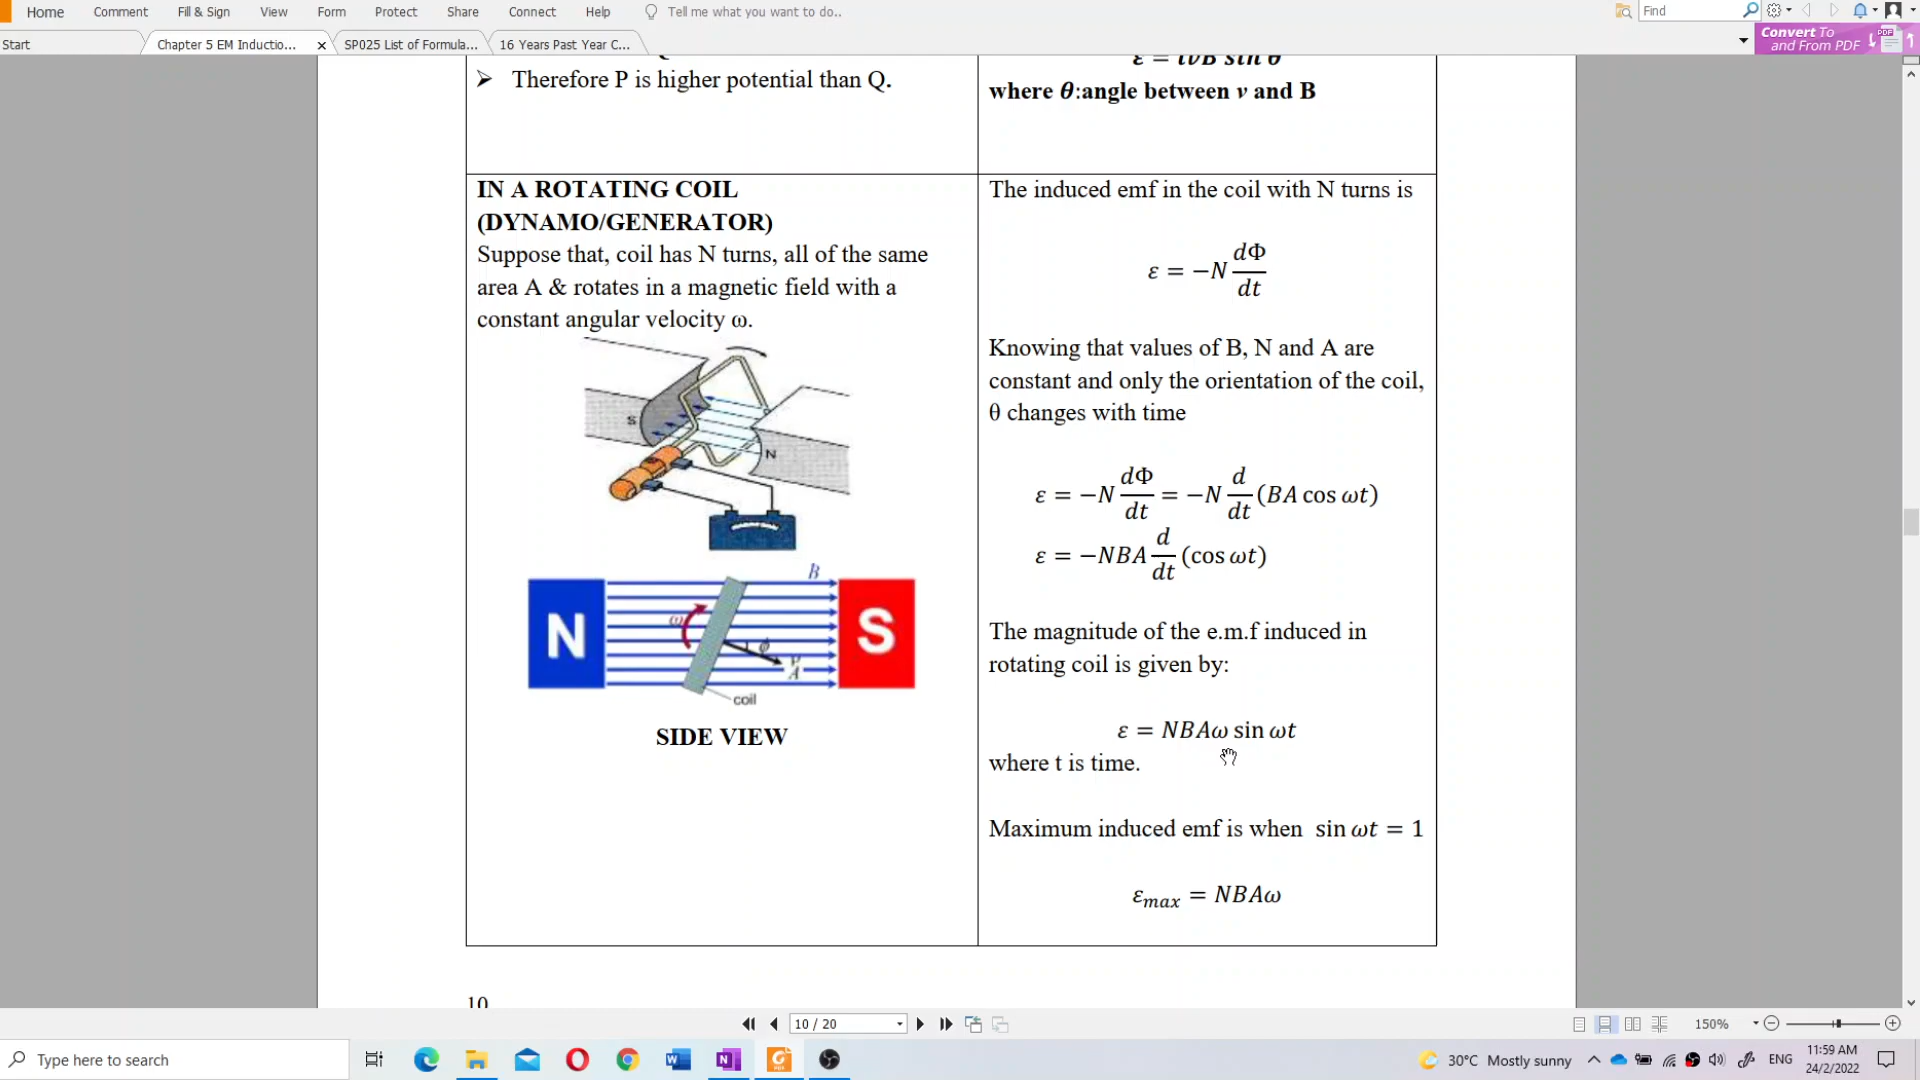 Home Comment Fill & Sign View Form Protect Share Connect Help Tell me what you want to do.. Find
Start Chapter 5 EM Inductio... × SP025 List of Formula... 16 Years Past Year C... Convert To and From PDF PDF
Therefore P is higher potential than Q.
ε = lvB sin θ
where θ:angle between v and B
IN A ROTATING COIL
(DYNAMO/GENERATOR)
Suppose that, coil has N turns, all of the same
area A & rotates in a magnetic field with a
constant angular velocity ω.
S
N
B
N
S
ω
ϕ
A
coil
SIDE VIEW
The induced emf in the coil with N turns is
ε = −N dΦ/dt
Knowing that values of B, N and A are
constant and only the orientation of the coil,
θ changes with time
ε = −N dΦ/dt = −N d/dt (BA cos ωt)
ε = −NBA d/dt (cos ωt)
The magnitude of the e.m.f induced in
rotating coil is given by:
ε = NBAω sin ωt
where t is time.
Maximum induced emf is when sin ωt = 1
εmax = NBAω
10
10 / 20 150%
Type here to search 30°C Mostly sunny ENG 11:59 AM
24/2/2022